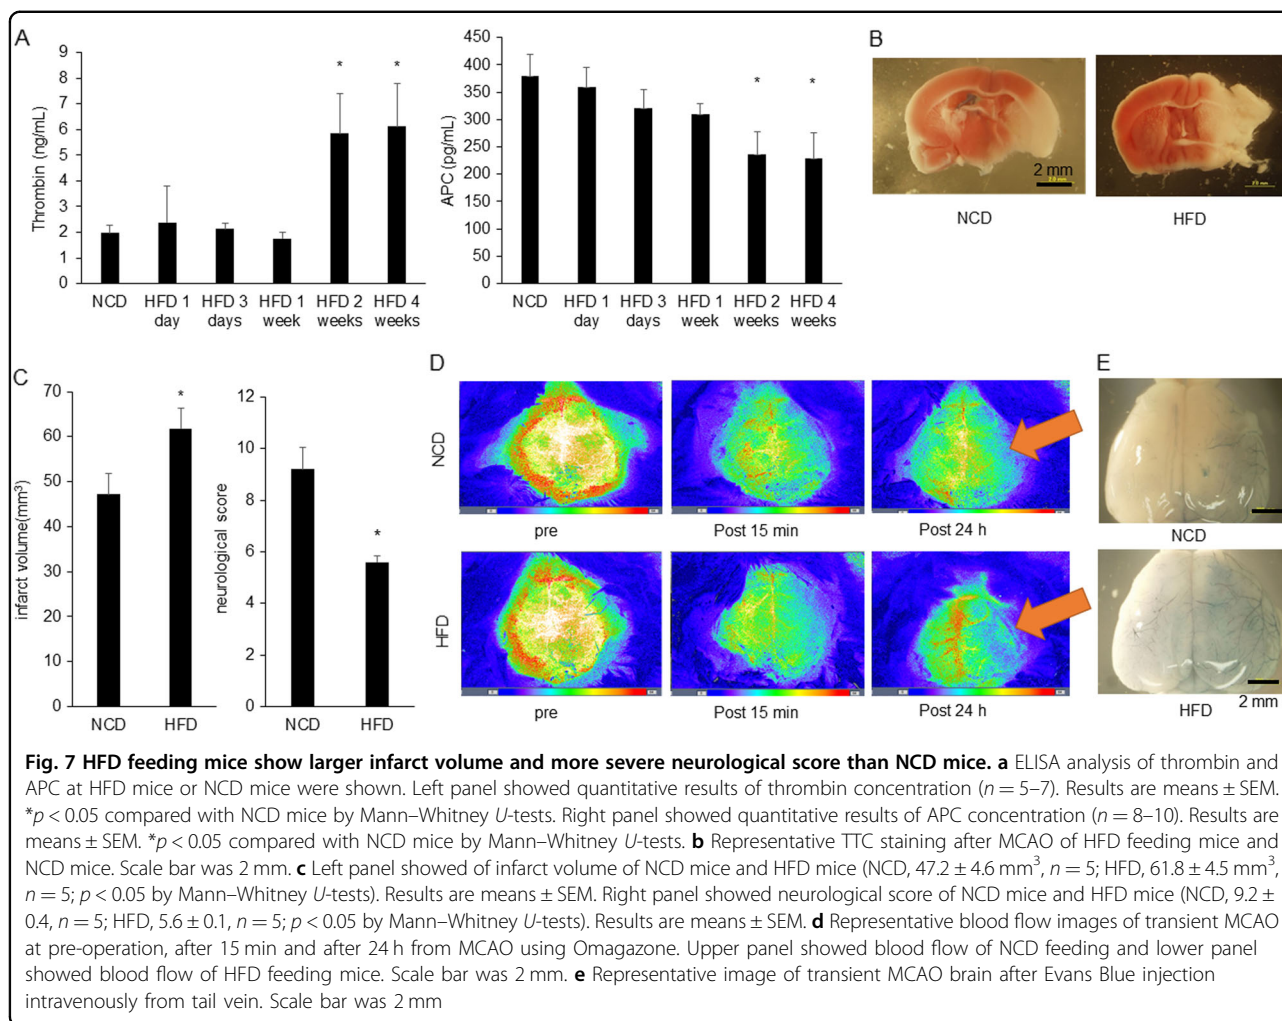 A
Thrombin (ng/mL)
9
8
7
6
5
4
3
2
1
0
*
*
NCD
HFD 1 day
HFD 3 days
HFD 1 week
HFD 2 weeks
HFD 4 weeks
APC (pg/mL)
450
400
350
300
250
200
150
100
50
0
*
*
NCD
HFD 1 day
HFD 3 days
HFD 1 week
HFD 2 weeks
HFD 4 weeks
B
2 mm
NCD
HFD
C
infarct volume(mm³)
70
60
50
40
30
20
10
0
*
NCD
HFD
neurological score
12
10
8
6
4
2
0
*
NCD
HFD
D
NCD
pre
Post 15 min
Post 24 h
HFD
pre
Post 15 min
Post 24 h
E
NCD
HFD
2 mm
Fig. 7 HFD feeding mice show larger infarct volume and more severe neurological score than NCD mice. a ELISA analysis of thrombin and
APC at HFD mice or NCD mice were shown. Left panel showed quantitative results of thrombin concentration (n = 5–7). Results are means ± SEM.
*p < 0.05 compared with NCD mice by Mann–Whitney U-tests. Right panel showed quantitative results of APC concentration (n = 8–10). Results are
means ± SEM. *p < 0.05 compared with NCD mice by Mann–Whitney U-tests. b Representative TTC staining after MCAO of HFD feeding mice and
NCD mice. Scale bar was 2 mm. c Left panel showed of infarct volume of NCD mice and HFD mice (NCD, 47.2 ± 4.6 mm³, n = 5; HFD, 61.8 ± 4.5 mm³,
n = 5; p < 0.05 by Mann–Whitney U-tests). Results are means ± SEM. Right panel showed neurological score of NCD mice and HFD mice (NCD, 9.2 ±
0.4, n = 5; HFD, 5.6 ± 0.1, n = 5; p < 0.05 by Mann–Whitney U-tests). Results are means ± SEM. d Representative blood flow images of transient MCAO
at pre-operation, after 15 min and after 24 h from MCAO using Omagazone. Upper panel showed blood flow of NCD feeding and lower panel
showed blood flow of HFD feeding mice. Scale bar was 2 mm. e Representative image of transient MCAO brain after Evans Blue injection
intravenously from tail vein. Scale bar was 2 mm